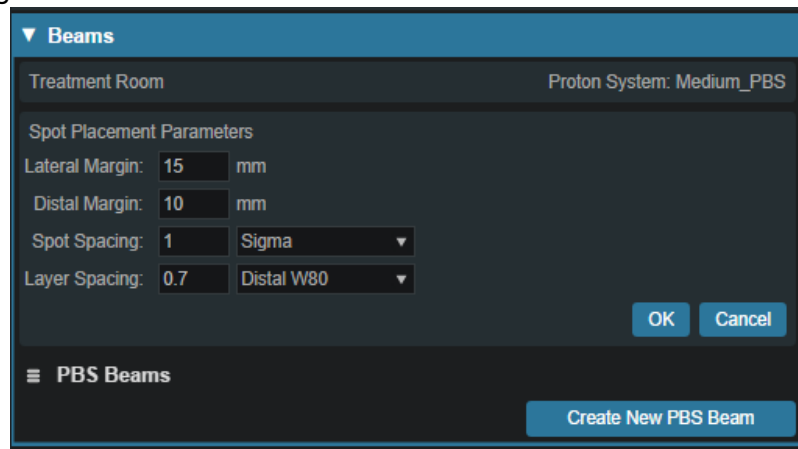 ▼ Beams
Treatment Room Proton System: Medium_PBS
Spot Placement Parameters
Lateral Margin: 15 mm
Distal Margin: 10 mm
Spot Spacing: 1 Sigma ▼
Layer Spacing: 0.7 Distal W80 ▼
OK Cancel
≡ PBS Beams
Create New PBS Beam